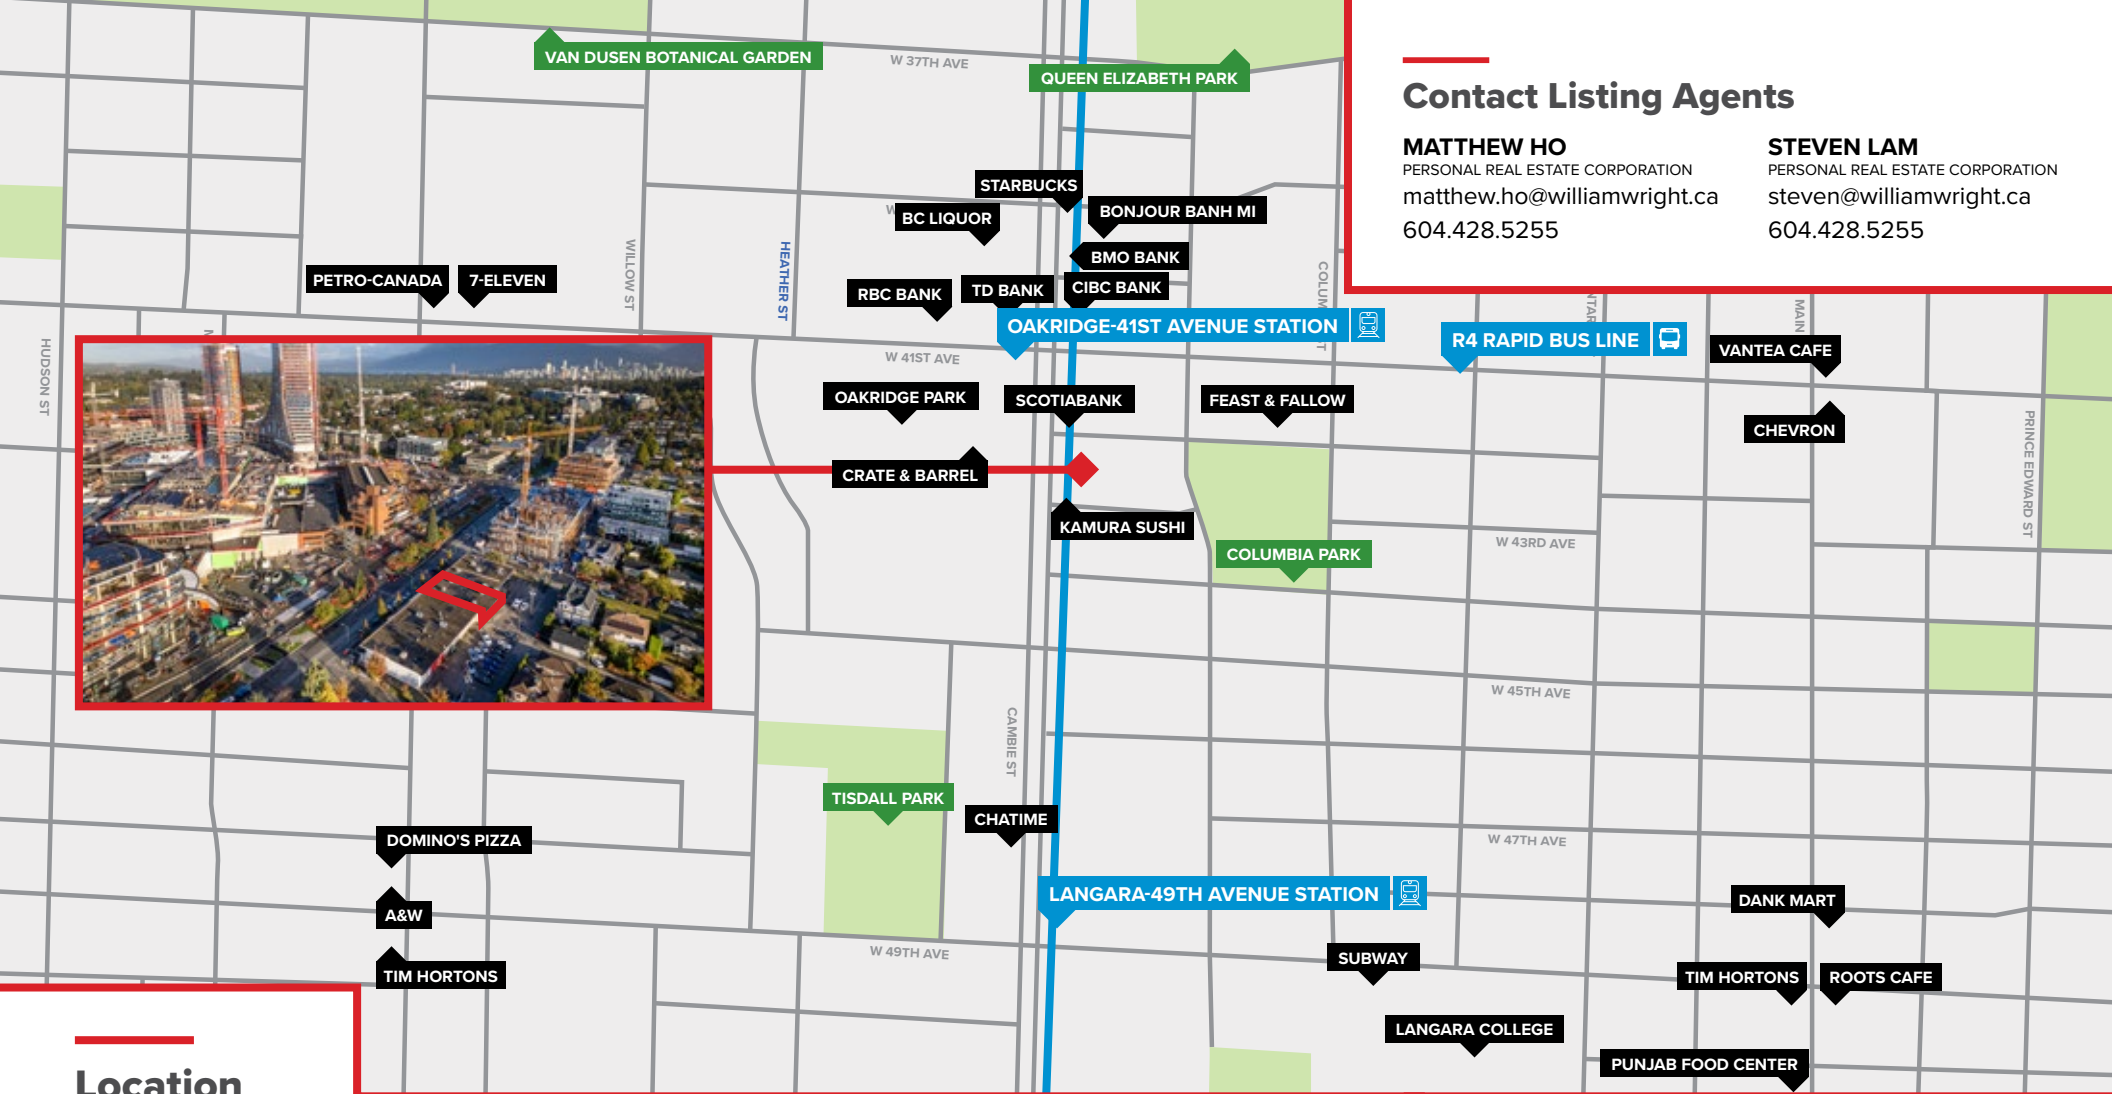 VAN DUSEN BOTANICAL GARDEN
W 37TH AVE
QUEEN ELIZABETH PARK
Contact Listing Agents
MATTHEW HO
PERSONAL REAL ESTATE CORPORATION
matthew.ho@williamwright.ca
604.428.5255
STEVEN LAM
PERSONAL REAL ESTATE CORPORATION
steven@williamwright.ca
604.428.5255
STARBUCKS
BC LIQUOR
BONJOUR BANH MI
BMO BANK
WILLOW ST
HEATHER ST
PETRO-CANADA
7-ELEVEN
RBC BANK
TD BANK
CIBC BANK
OAKRIDGE-41ST AVENUE STATION
R4 RAPID BUS LINE
MAIN
VANTEA CAFE
HUDSON ST
W 41ST AVE
OAKRIDGE PARK
SCOTIABANK
FEAST & FALLOW
CHEVRON
PRINCE EDWARD ST
CRATE & BARREL
KAMURA SUSHI
COLUMBIA PARK
W 43RD AVE
W 45TH AVE
CAMBIE ST
TISDALL PARK
CHATIME
DOMINO'S PIZZA
W 47TH AVE
LANGARA-49TH AVENUE STATION
DANK MART
A&W
W 49TH AVE
SUBWAY
TIM HORTONS
TIM HORTONS
ROOTS CAFE
LANGARA COLLEGE
PUNJAB FOOD CENTER
Location